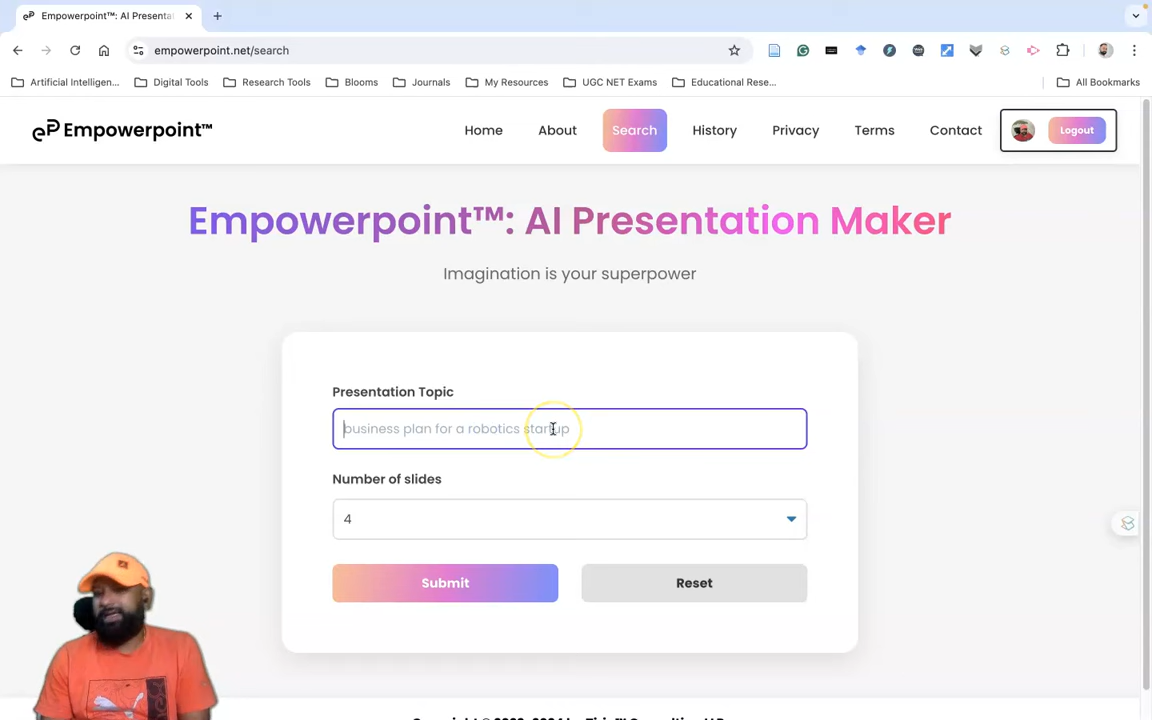 Empowerpoint™: AI Presenta
empowerpoint.net/search
Artificial Intelligen... Digital Tools Research Tools Blooms Journals My Resources UGC NET Exams Educational Rese... All Bookmarks
eP Empowerpoint™ Home About Search History Privacy Terms Contact Logout
Empowerpoint™: AI Presentation Maker
Imagination is your superpower
Presentation Topic
business plan for a robotics startup
Number of slides
4
Submit Reset